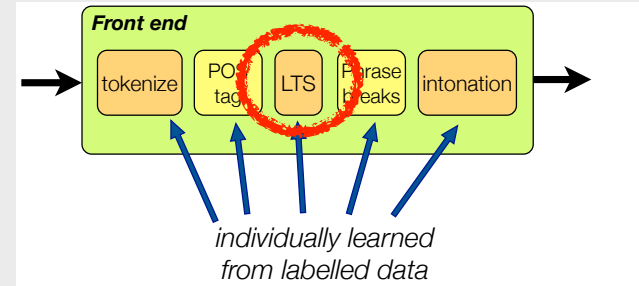 Front end
tokenize
POS
tag
LTS
Phrase
breaks
intonation
individually learned
from labelled data